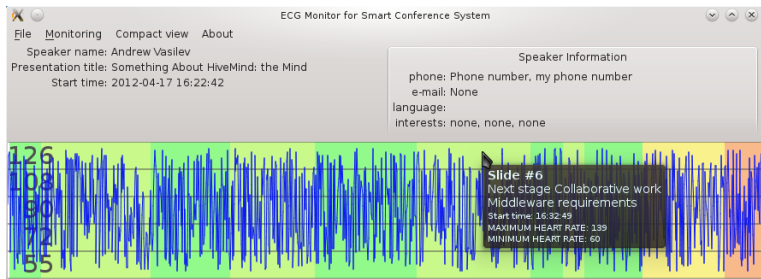 ECG Monitor for Smart Conference System
File Monitoring Compact view About
Speaker name: Andrew Vasilev
Presentation title: Something About HiveMind: the Mind
Start time: 2012-04-17 16:22:42
Speaker Information
phone: Phone number, my phone number
e-mail: None
language:
interests: none, none, none
126
108
90
72
55
Slide #6
Next stage Collaborative work
Middleware requirements
Start time: 16:32:49
MAXIMUM HEART RATE: 139
MINIMUM HEART RATE: 60